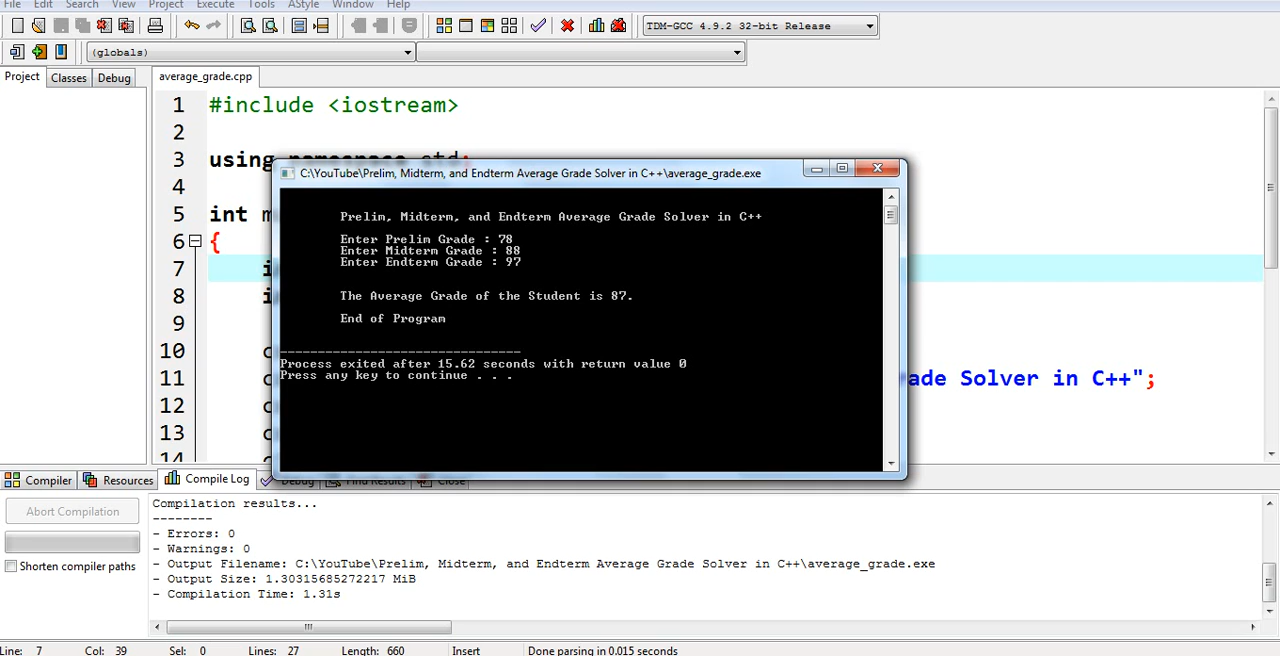 File Edit Search View Project Execute Tools AStyle Window Help
TDM-GCC 4.9.2 32-bit Release
(globals)
Project Classes Debug average_grade.cpp
1 #include <iostream>
2
3 using namespace std;
4
5 int m
6 {
7 i
8 i
9
10 c
11 c ade Solver in C++";
12 c
13 c
14 c
C:\YouTube\Prelim, Midterm, and Endterm Average Grade Solver in C++\average_grade.exe
Prelim, Midterm, and Endterm Average Grade Solver in C++
Enter Prelim Grade : 78
Enter Midterm Grade : 88
Enter Endterm Grade : 97
The Average Grade of the Student is 87.
End of Program
--------------------------------
Process exited after 15.62 seconds with return value 0
Press any key to continue . . .
Compiler Resources Compile Log Debug Find Results Close
Abort Compilation
Shorten compiler paths
Compilation results...
--------
- Errors: 0
- Warnings: 0
- Output Filename: C:\YouTube\Prelim, Midterm, and Endterm Average Grade Solver in C++\average_grade.exe
- Output Size: 1.30315685272217 MiB
- Compilation Time: 1.31s
Line: 7 Col: 39 Sel: 0 Lines: 27 Length: 660 Insert Done parsing in 0.015 seconds